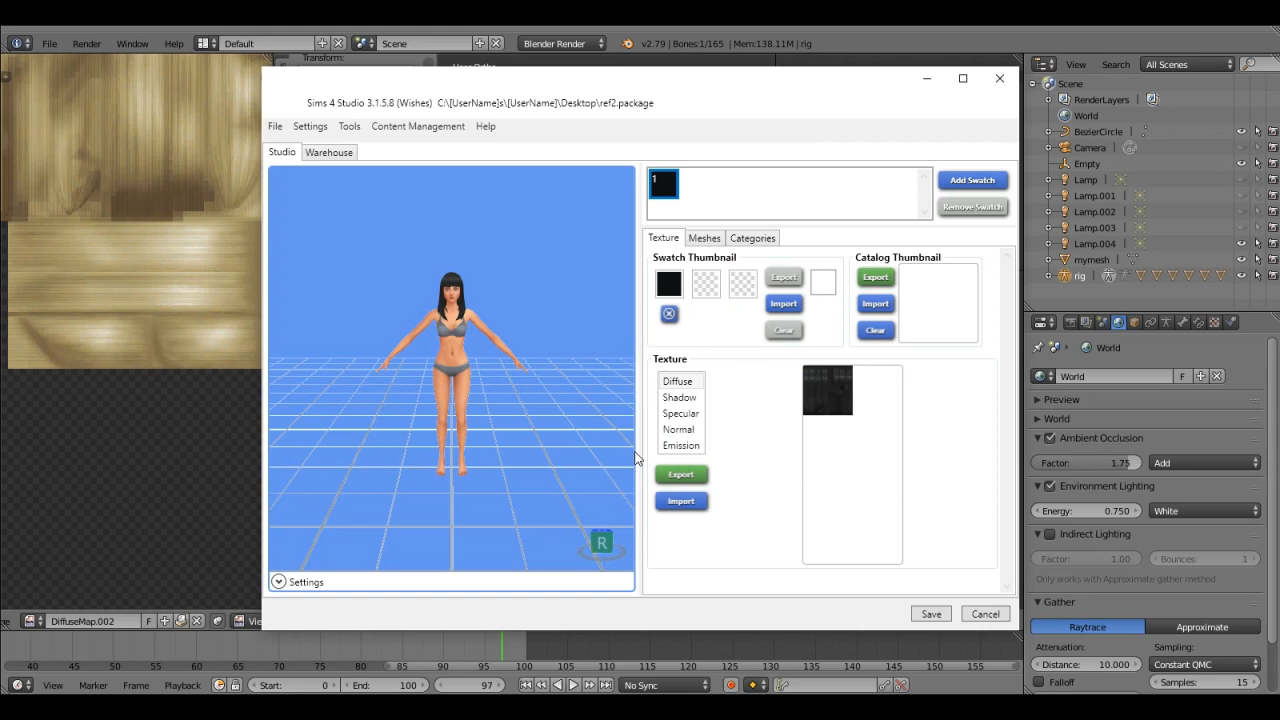 File Render Window Help Default Scene Blender Render v2.79 | Bones:1/165 | Mem:138.11M | rig
Transform:
View Search All Scenes
Sims 4 Studio 3.1.5.8 (Wishes) C:\[UserName]s\[UserName]\Desktop\ref2.package
File Settings Tools Content Management Help
Studio Warehouse
1
Add Swatch
Remove Swatch
Texture Meshes Categories
Swatch Thumbnail
Export
Import
Clear
Catalog Thumbnail
Export
Import
Clear
Texture
Diffuse
Shadow
Specular
Normal
Emission
Export
Import
R
Settings
Save Cancel
Scene
RenderLayers
World
BezierCircle
Camera
Empty
Lamp
Lamp.001
Lamp.002
Lamp.003
Lamp.004
mymesh
rig
World
World F
Preview
World
Ambient Occlusion
Factor: 1.75 Add
Environment Lighting
Energy: 0.750 White
Indirect Lighting
Factor: 1.00 Bounces: 1
Only works with Approximate gather method
Gather
Raytrace Approximate
Attenuation: Sampling:
Distance: 10.000 Constant QMC
Falloff Samples: 15
DiffuseMap.002 F
40 45 50 55 60 65 70 75 80 85 90 95 100 105 110 115 120 125 130 135 140 145 150 155
View Marker Frame Playback Start: 0 End: 100 97 No Sync